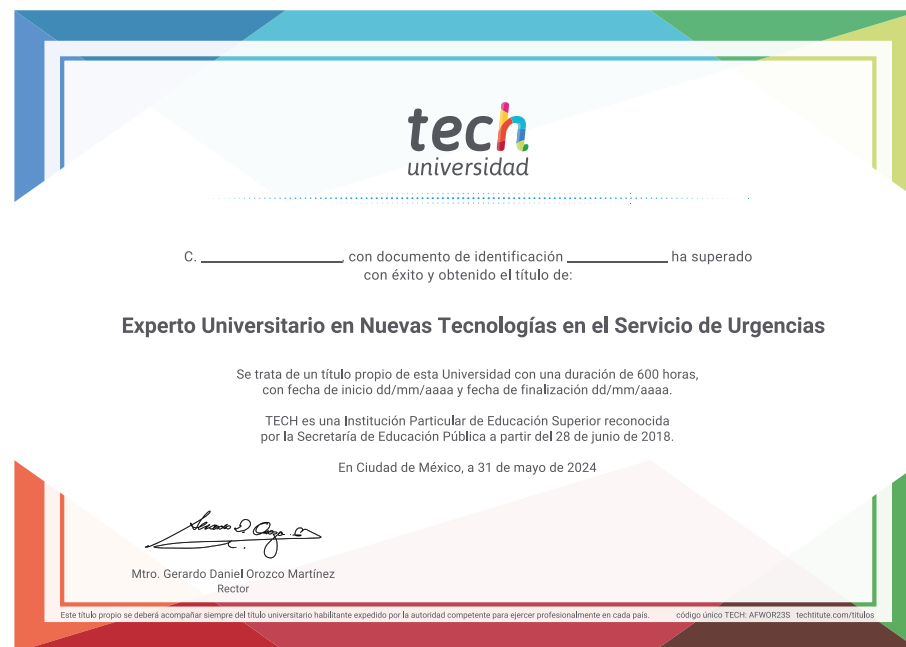 tech
universidad
C. ____________, con documento de identificación ____________ ha superado
con éxito y obtenido el título de:
Experto Universitario en Nuevas Tecnologías en el Servicio de Urgencias
Se trata de un título propio de esta Universidad con una duración de 600 horas,
con fecha de inicio dd/mm/aaaa y fecha de finalización dd/mm/aaaa.
TECH es una Institución Particular de Educación Superior reconocida
por la Secretaría de Educación Pública a partir del 28 de junio de 2018.
En Ciudad de México, a 31 de mayo de 2024
Mtro. Gerardo Daniel Orozco Martínez
Rector
Este título propio se deberá acompañar siempre del título universitario habilitante expedido por la autoridad competente para ejercer profesionalmente en cada país. código único TECH: AFWOR23S techtitute.com/titulos